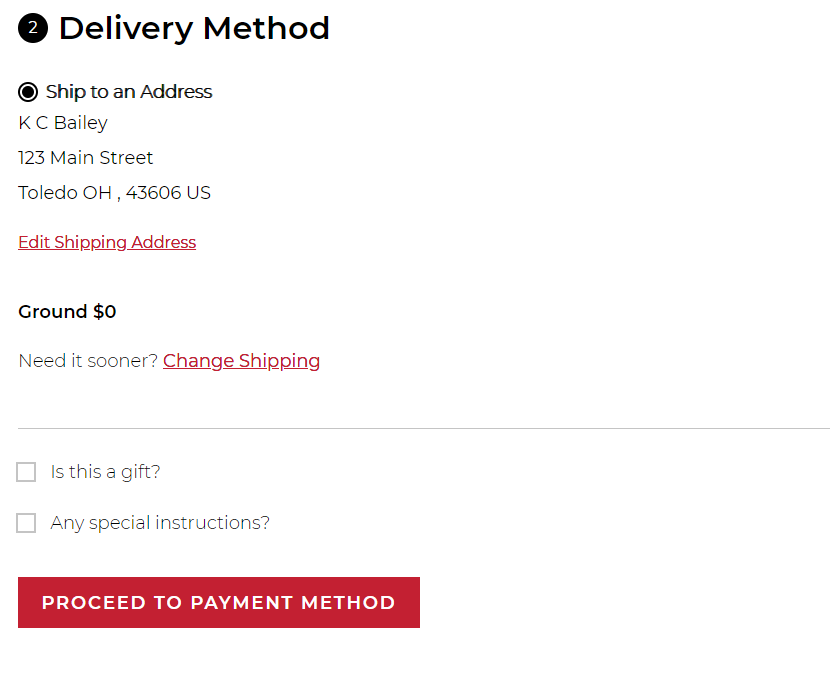 2 Delivery Method
Ship to an Address
K C Bailey
123 Main Street
Toledo OH , 43606 US
Edit Shipping Address
Ground $0
Need it sooner? Change Shipping
Is this a gift?
Any special instructions?
PROCEED TO PAYMENT METHOD